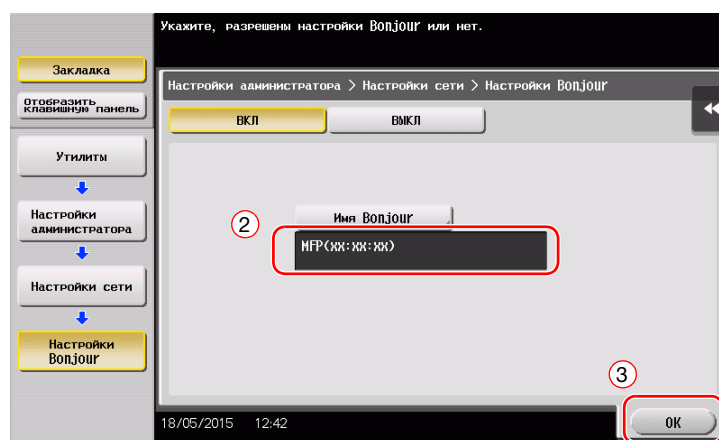 Укажите, разрешены настройки Bonjour или нет.
Закладка
Отобразить
клавишную панель
Утилиты
Настройки
администратора
Настройки сети
Настройки
Bonjour
Настройки администратора > Настройки сети > Настройки Bonjour
ВКЛ
ВЫКЛ
2
Имя Bonjour
MFP(xx:xx:xx)
3
18/05/2015 12:42
OK